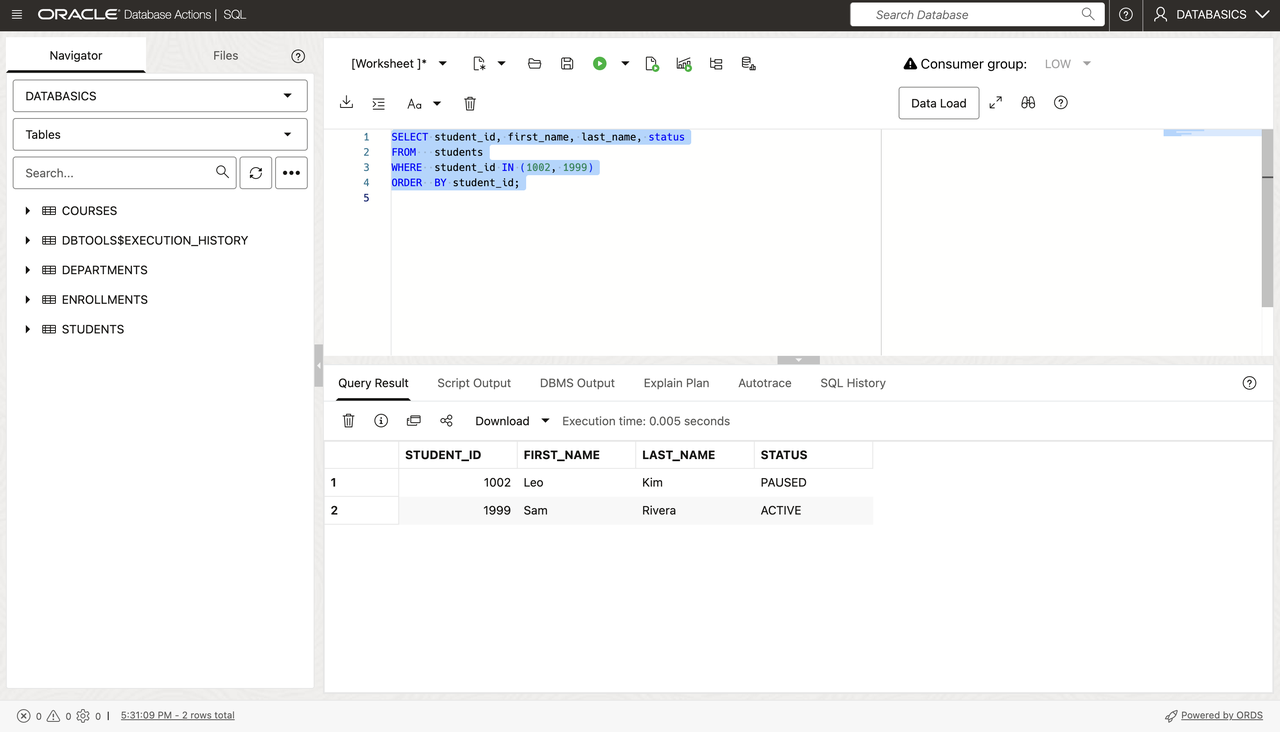 ORACLE Database Actions | SQL
Search Database
DATABASICS
Navigator
Files
DATABASICS
Tables
Search...
COURSES
DBTOOLS$EXECUTION_HISTORY
DEPARTMENTS
ENROLLMENTS
STUDENTS
[Worksheet ]*
Consumer group: LOW
Aa
Data Load
1 SELECT student_id, first_name, last_name, status
2 FROM students
3 WHERE student_id IN (1002, 1999)
4 ORDER BY student_id;
5
Query Result Script Output DBMS Output Explain Plan Autotrace SQL History
Download Execution time: 0.005 seconds
STUDENT_ID FIRST_NAME LAST_NAME STATUS
1 1002 Leo Kim PAUSED
2 1999 Sam Rivera ACTIVE
0 0 0 | 5:31:09 PM - 2 rows total
Powered by ORDS